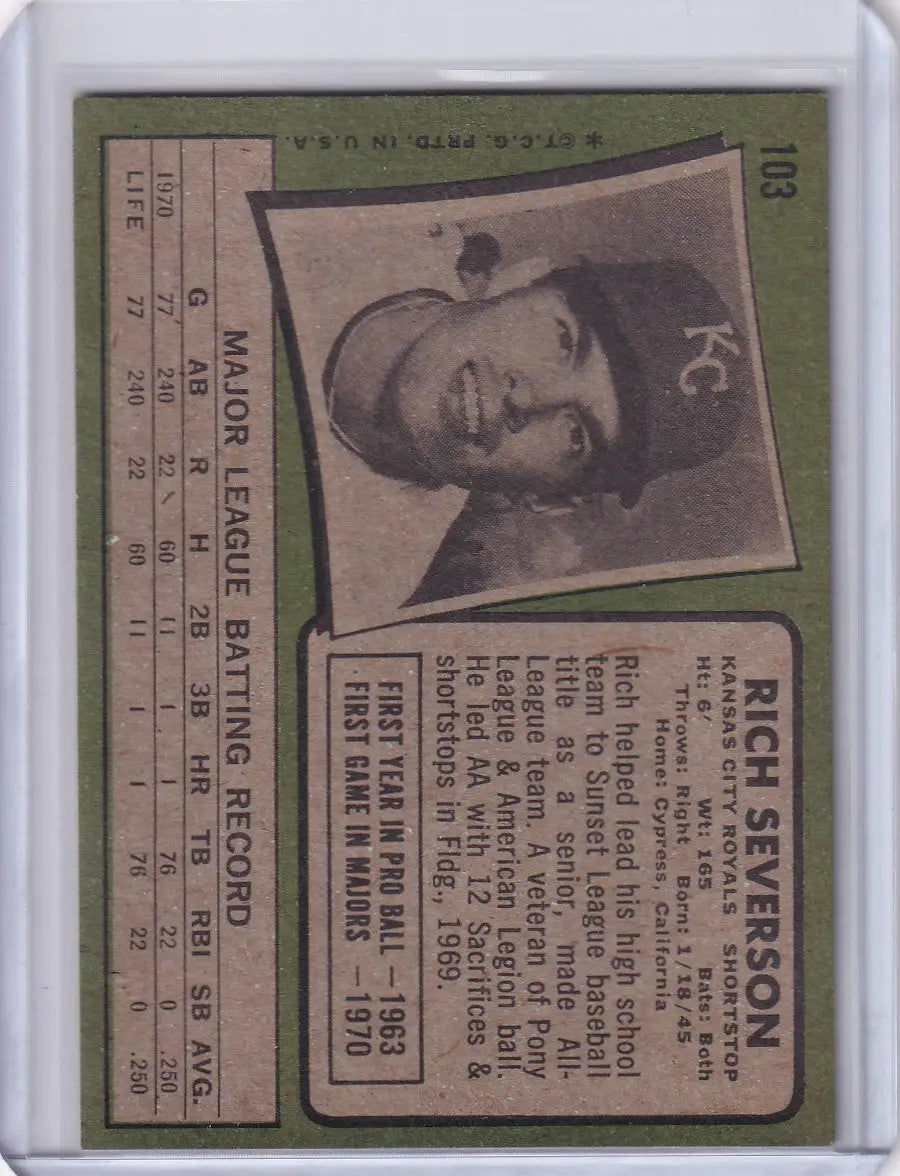 103
KC
* ©T.C.G. PRTD. IN U.S.A.
RICH SEVERSON
KANSAS CITY ROYALS SHORTSTOP
Ht: 6' Wt: 165 Bats: Both
Throws: Right Born: 1/18/45
Home: Cypress, California
Rich helped lead his high school
team to Sunset League baseball
title as a senior, made All-
League team. A veteran of Pony
League & American Legion ball.
He led AA with 12 Sacrifices &
shortstops in Fldg., 1969.
FIRST YEAR IN PRO BALL —1963
FIRST GAME IN MAJORS —1970
MAJOR LEAGUE BATTING RECORD
G AB R H 2B 3B HR TB RBI SB AVG.
1970 77 240 22 60 11 1 1 76 22 0 .250
LIFE 77 240 22 60 11 1 1 76 22 0 .250